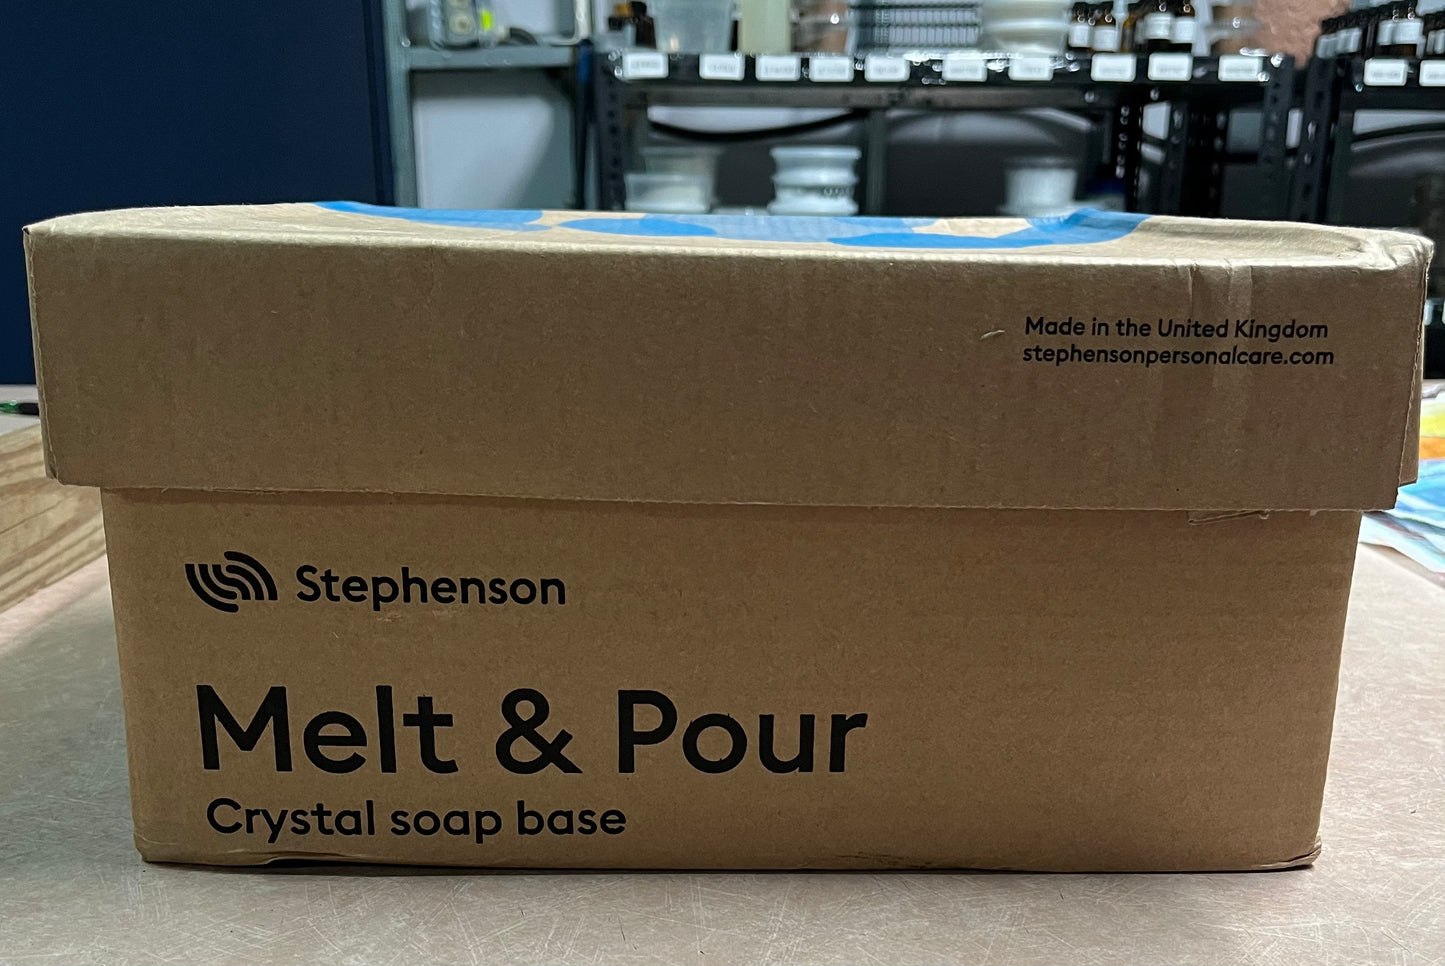 Made in the United Kingdom
stephensonpersonalcare.com
Stephenson
Melt & Pour
Crystal soap base